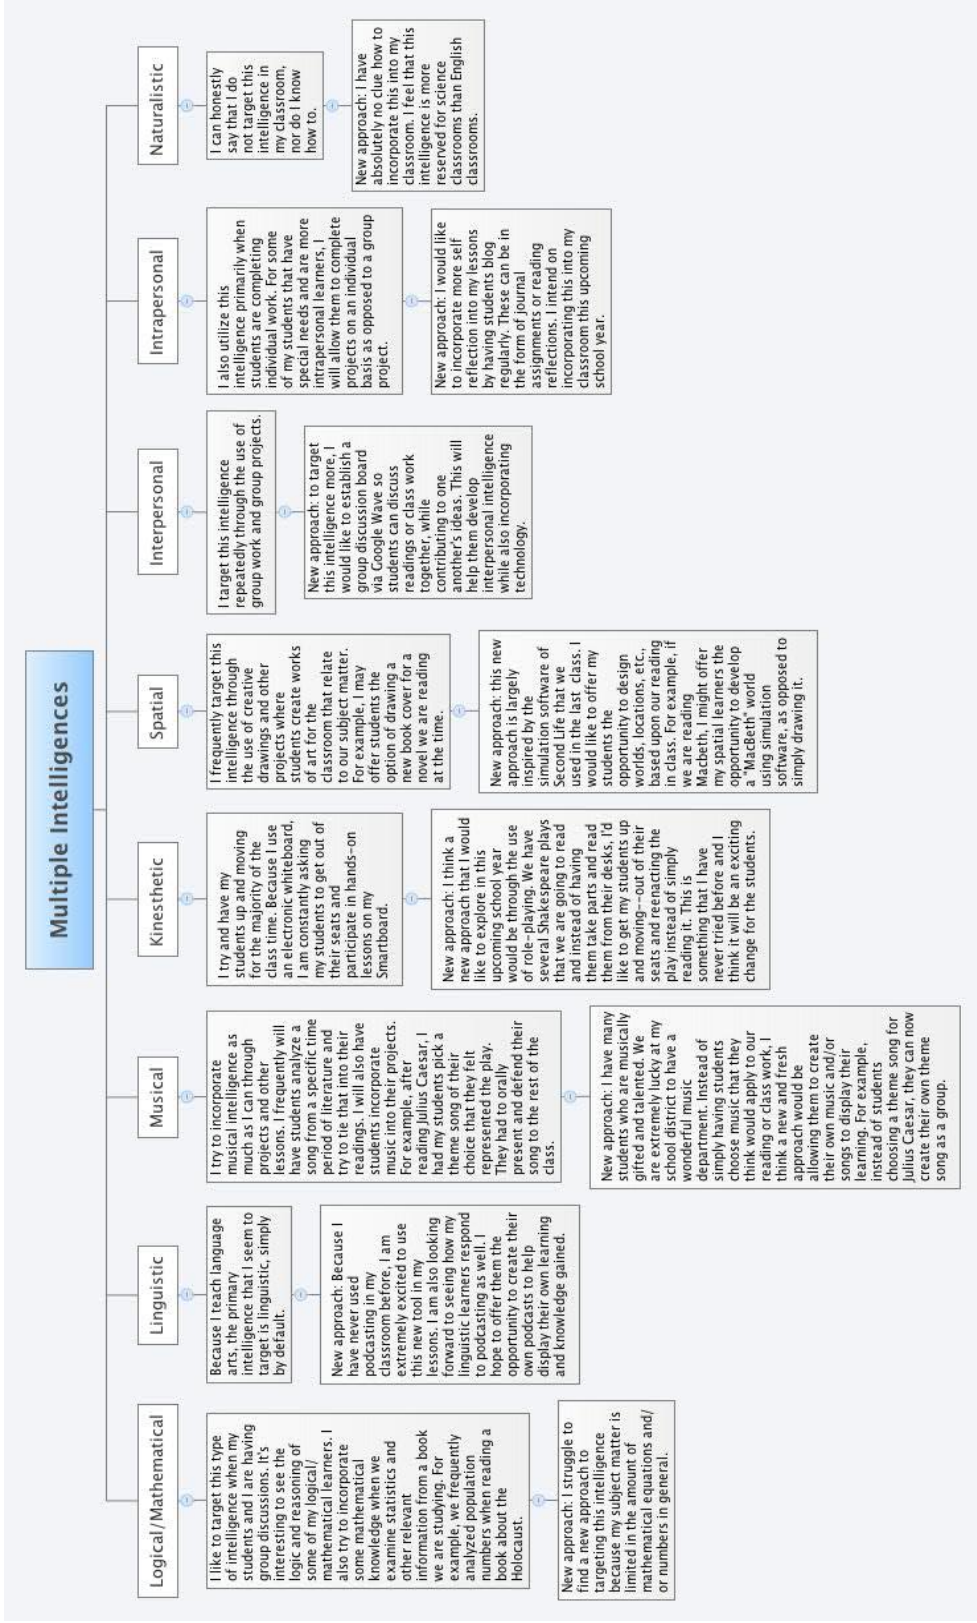 Multiple Intelligences
Logical/Mathematical
I like to target this type
of intelligence when my
students and I are having
group discussions. It's
interesting to see the
logic and reasoning of
some of my logical/
mathematical learners. I
also try to incorporate
some mathematical
knowledge when we
examine statistics and
other relevant
information from a book
we are studying. For
example, we frequently
analyzed population
numbers when reading a
book about the
Holocaust.
New approach: I struggle to
find a new approach to
targeting this intelligence
because my subject matter is
limited in the amount of
mathematical equations and/
or numbers in general.
Linguistic
Because I teach language
arts, the primary
intelligence that I seem to
target is linguistic, simply
by default.
New approach: Because I
have never used
podcasting in my
classroom before, I am
extremely excited to use
this new tool in my
lessons. I am also looking
forward to seeing how my
linguistic learners respond
to podcasting as well. I
hope to offer them the
opportunity to create their
own podcasts to help
display their own learning
and knowledge gained.
Musical
I try to incorporate
musical intelligence as
much as I can through
projects and other
lessons. I frequently will
have students analyze a
song from a specific time
period of literature and
try to tie that into their
readings. I will also have
students incorporate
music into their projects.
For example, after
reading Julius Caesar, I
had my students pick a
theme song of their
choice that they felt
represented the play.
They had to orally
present and defend their
song to the rest of the
class.
New approach: I have many
students who are musically
gifted and talented. We
are extremely lucky at my
school district to have a
wonderful music
department. Instead of
simply having students
choose music that they
think would apply to our
reading or class work, I
think a new and fresh
approach would be
allowing them to create
their own music and/or
songs to display their
learning. For example,
instead of students
choosing a theme song for
Julius Caesar, they can now
create their own theme
song as a group.
Kinesthetic
I try and have my
students up and moving
for the majority of the
class time. Because I use
an electronic whiteboard,
I am constantly asking
my students to get out of
their seats and
participate in hands-on
lessons on my
Smartboard.
New approach: I think a
new approach that I would
like to explore in this
upcoming school year
would be through the use
of role-playing. We have
several Shakespeare plays
that we are going to read
and instead of having
them take parts and read
them from their desks, I'd
like to get my students up
and moving--out of their
seats and reenacting the
play instead of simply
reading it. This is
something that I have
never tried before and I
think it will be an exciting
change for the students.
Spatial
I frequently target this
intelligence through
the use of creative
drawings and other
projects where
students create works
of art for the
classroom that relate
to our subject matter.
For example, I may
offer students the
option of drawing a
new book cover for a
novel we are reading
at the time.
New approach: this new
approach is largely
inspired by the
simulation software of
Second Life that we
used in the last class. I
would like to offer my
students the
opportunity to design
worlds, locations, etc.,
based upon our reading
in class. For example, if
we are reading
Macbeth, I might offer
my spatial learners the
opportunity to develop
a "MacBeth" world
using simulation
software, as opposed to
simply drawing it.
Interpersonal
I target this intelligence
repeatedly through the use of
group work and group projects.
New approach: to target
this intelligence more, I
would like to establish a
group discussion board
via Google Wave so
students can discuss
readings or class work
together, while
contributing to one
another's ideas. This will
help them develop
interpersonal intelligence
while also incorporating
technology.
Intrapersonal
I also utilize this
intelligence primarily when
students are completing
individual work. For some
of my students that have
special needs and are more
intrapersonal learners, I
will allow them to complete
projects on an individual
basis as opposed to a group
project.
New approach: I would like
to incorporate more self
reflection into my lessons
by having students blog
regularly. These can be in
the form of journal
assignments or reading
reflections. I intend on
incorporating this into my
classroom this upcoming
school year.
Naturalistic
I can honestly
say that I do
not target this
intelligence in
my classroom,
nor do I know
how to.
New approach: I have
absolutely no clue how to
incorporate this into my
classroom. I feel that this
intelligence is more
reserved for science
classrooms than English
classrooms.